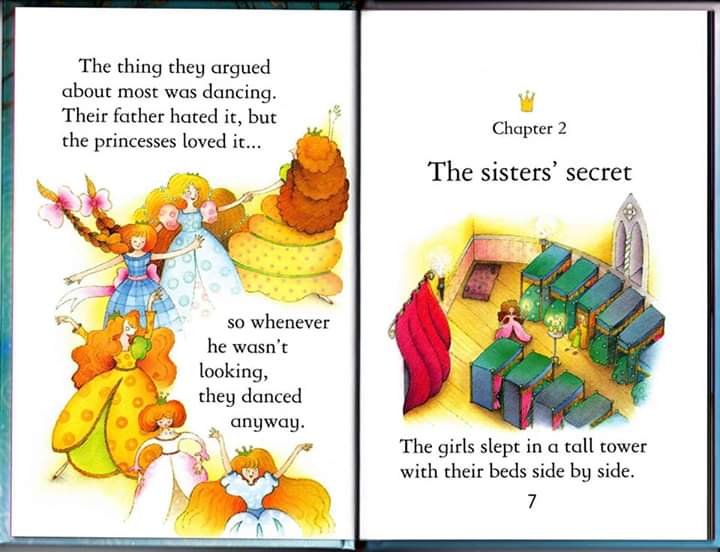 The thing they argued
about most was dancing.
Their father hated it, but
the princesses loved it...
so whenever
he wasn't
looking,
they danced
anyway.
Chapter 2
The sisters' secret
The girls slept in a tall tower
with their beds side by side.
7